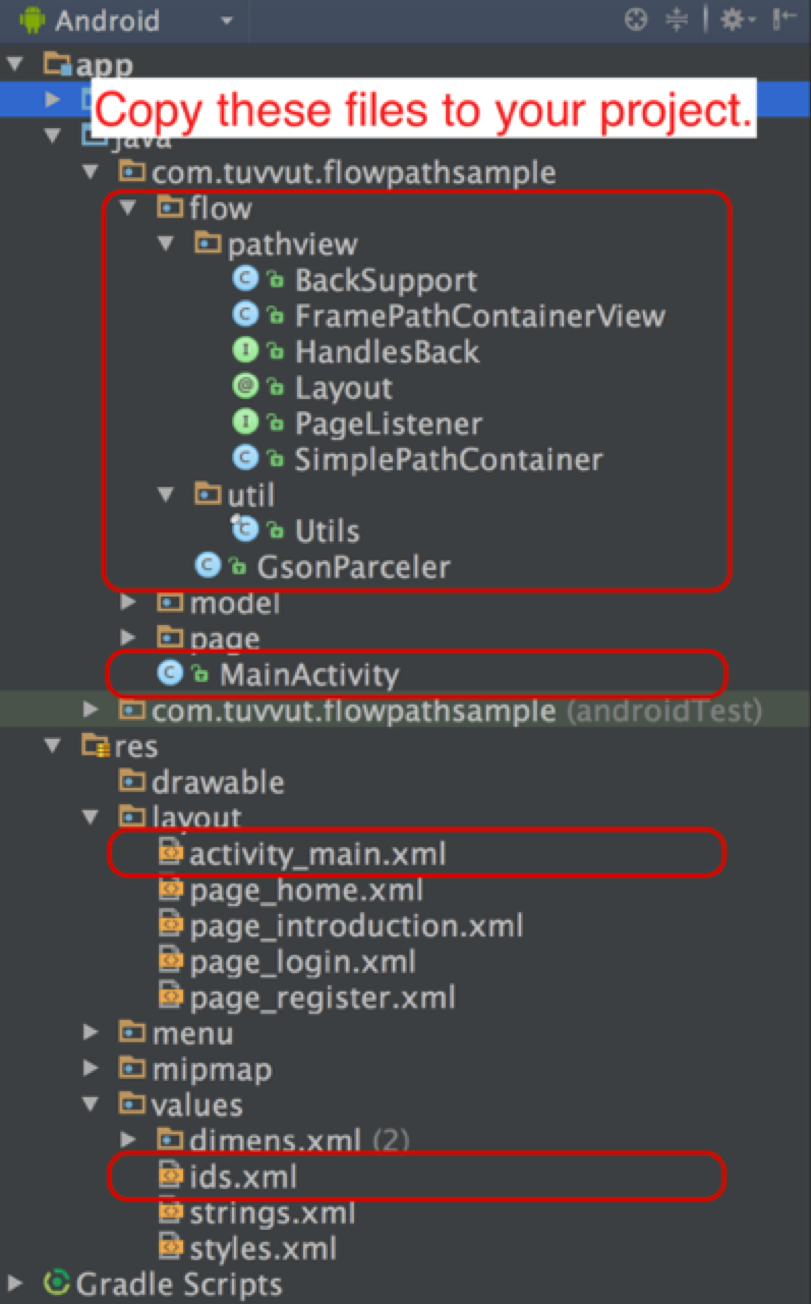 Android
app
Copy these files to your project.
java
com.tuvvut.flowpathsample
flow
pathview
BackSupport
FramePathContainerView
HandlesBack
Layout
PageListener
SimplePathContainer
util
Utils
GsonParceler
model
page
MainActivity
com.tuvvut.flowpathsample (androidTest)
res
drawable
layout
activity_main.xml
page_home.xml
page_introduction.xml
page_login.xml
page_register.xml
menu
mipmap
values
dimens.xml (2)
ids.xml
strings.xml
styles.xml
Gradle Scripts